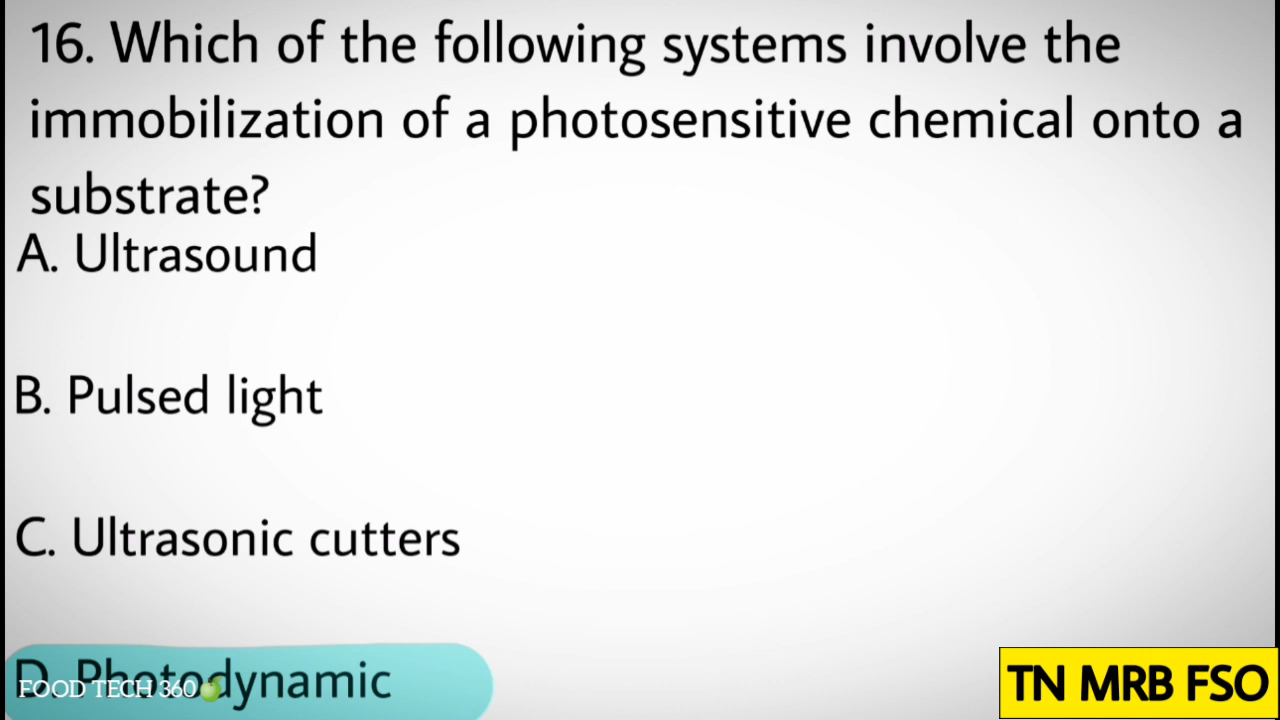 16. Which of the following systems involve the
immobilization of a photosensitive chemical onto a
substrate?
A. Ultrasound
B. Pulsed light
C. Ultrasonic cutters
D. Photodynamic
FOOD TECH 360
TN MRB FSO